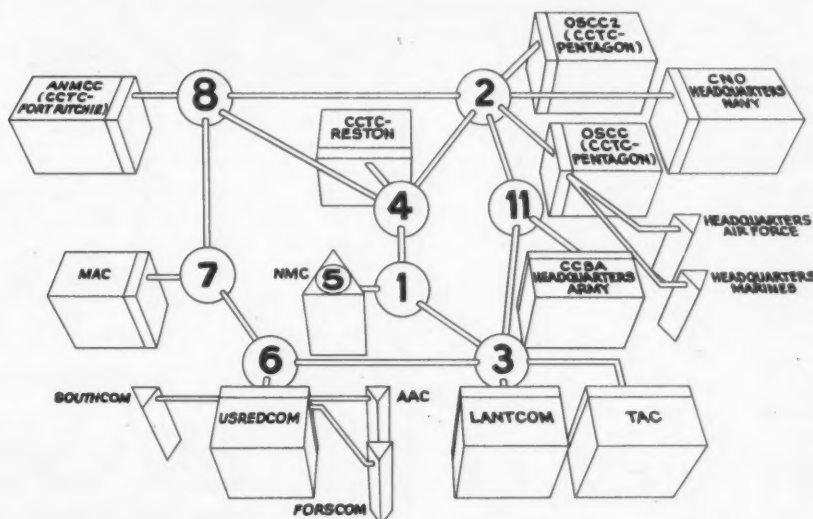 OSCC2
(CCTC-
PENTAGON)
ANMCC
(CCTC-
FORT RITCHIE)
8
2
CNO
HEADQUARTERS
NAVY
CCTC-
RESTON
OSCC
(CCTC-
PENTAGON)
4
11
HEADQUARTERS
AIR FORCE
MAC
7
NMC
5
1
CCBA
HEADQUARTERS
ARMY
HEADQUARTERS
MARINES
6
3
SOUTHCOM
USREDCOM
AAC
LANTCOM
TAC
FORSCOM